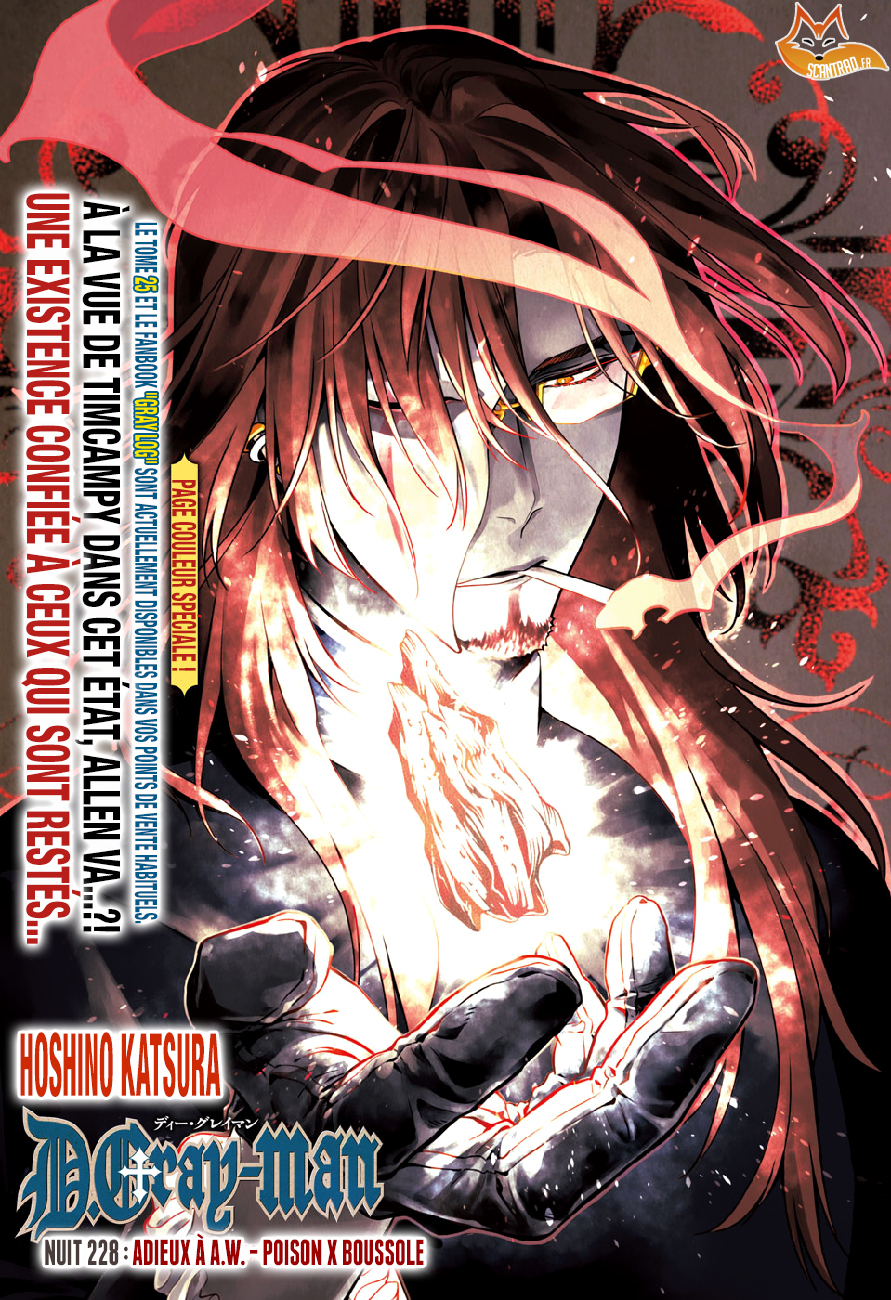 SCANTRAD.FR
LE TOME 26 ET LE FANBOOK "GRAY LOG" SONT ACTUELLEMENT DISPONIBLES DANS VOS POINTS DE VENTE HABITUELS.
À LA VUE DE TIMCAMPY DANS CET ÉTAT, ALLEN VA...?!
UNE EXISTENCE CONFIÉE À CEUX QUI SONT RESTÉS...
PAGE COULEUR SPÉCIALE !
HOSHINO KATSURA
ディー・グレイマン
D.Gray-man
NUIT 228 : ADIEUX À A.W. - POISON X BOUSSOLE